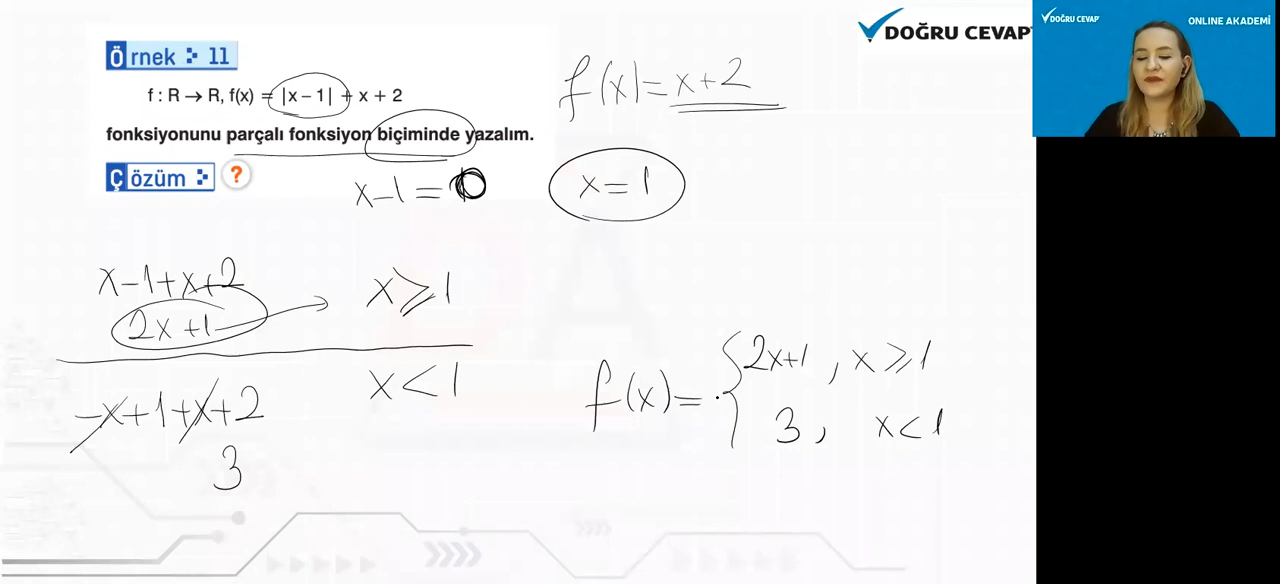 DOĞRU CEVAP
DOĞRU CEVAP
ONLINE AKADEMİ
Örnek 11
f : R → R, f(x) = |x – 1| + x + 2
fonksiyonunu parçalı fonksiyon biçiminde yazalım.
Çözüm ?
f(x)=x+2
x-1=0
x=1
x-1+x+2
2x+1
x≥1
x<1
-x+1+x+2
3
f(x)= { 2x+1, x≥1
3, x<1